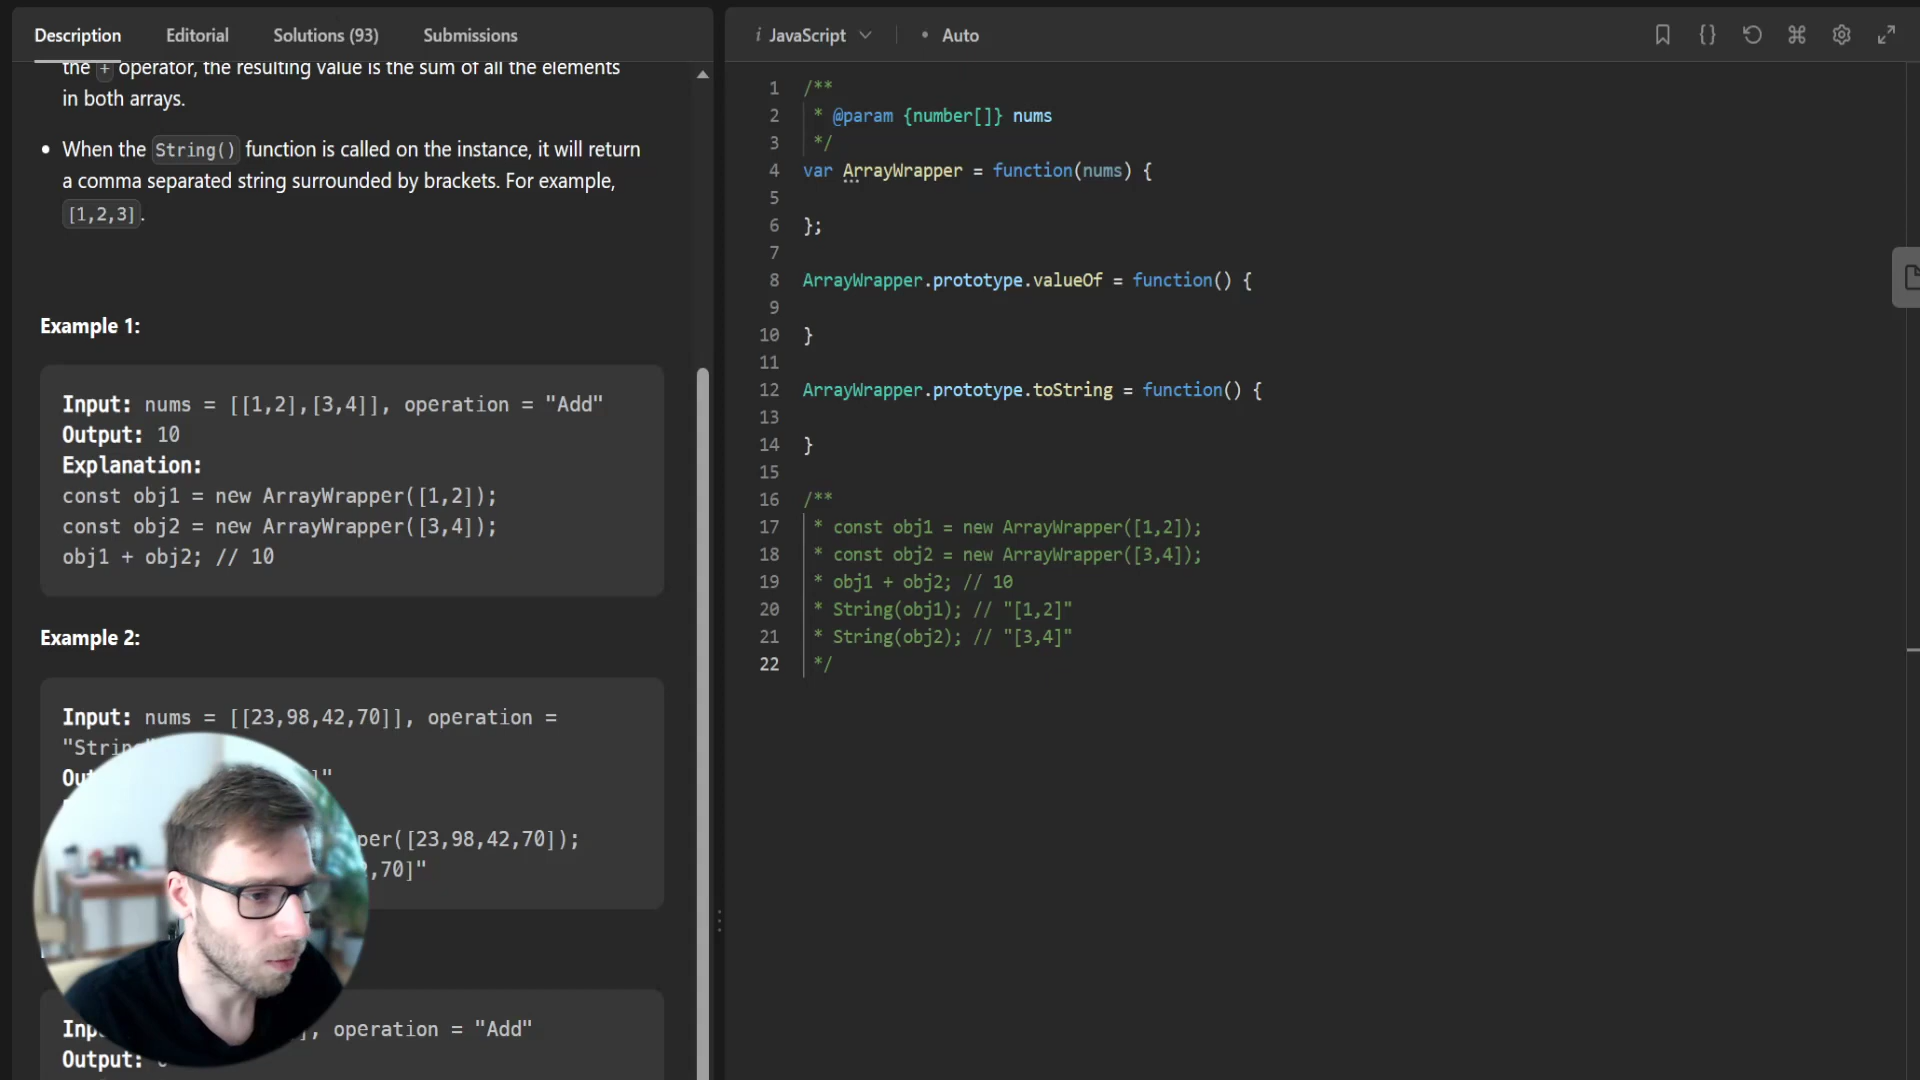 Description Editorial Solutions (93) Submissions
the + operator, the resulting value is the sum of all the elements
in both arrays.
• When the String() function is called on the instance, it will return
a comma separated string surrounded by brackets. For example,
[1,2,3].
Example 1:
Input: nums = [[1,2],[3,4]], operation = "Add"
Output: 10
Explanation:
const obj1 = new ArrayWrapper([1,2]);
const obj2 = new ArrayWrapper([3,4]);
obj1 + obj2; // 10
Example 2:
Input: nums = [[23,98,42,70]], operation =
"String"
]"
per([23,98,42,70]);
,70]"
, operation = "Add"
Output:
i JavaScript • Auto
1 /**
2 * @param {number[]} nums
3 */
4 var ArrayWrapper = function(nums) {
5
6 };
7
8 ArrayWrapper.prototype.valueOf = function() {
9
10 }
11
12 ArrayWrapper.prototype.toString = function() {
13
14 }
15
16 /**
17 * const obj1 = new ArrayWrapper([1,2]);
18 * const obj2 = new ArrayWrapper([3,4]);
19 * obj1 + obj2; // 10
20 * String(obj1); // "[1,2]"
21 * String(obj2); // "[3,4]"
22 */